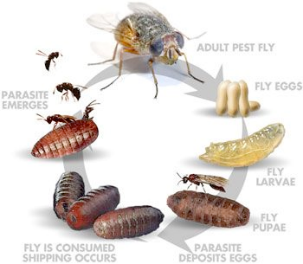 ADULT PEST FLY
FLY EGGS
FLY
LARVAE
FLY
PUPAE
PARASITE
DEPOSITS EGGS
FLY IS CONSUMED
SHIPPING OCCURS
PARASITE
EMERGES